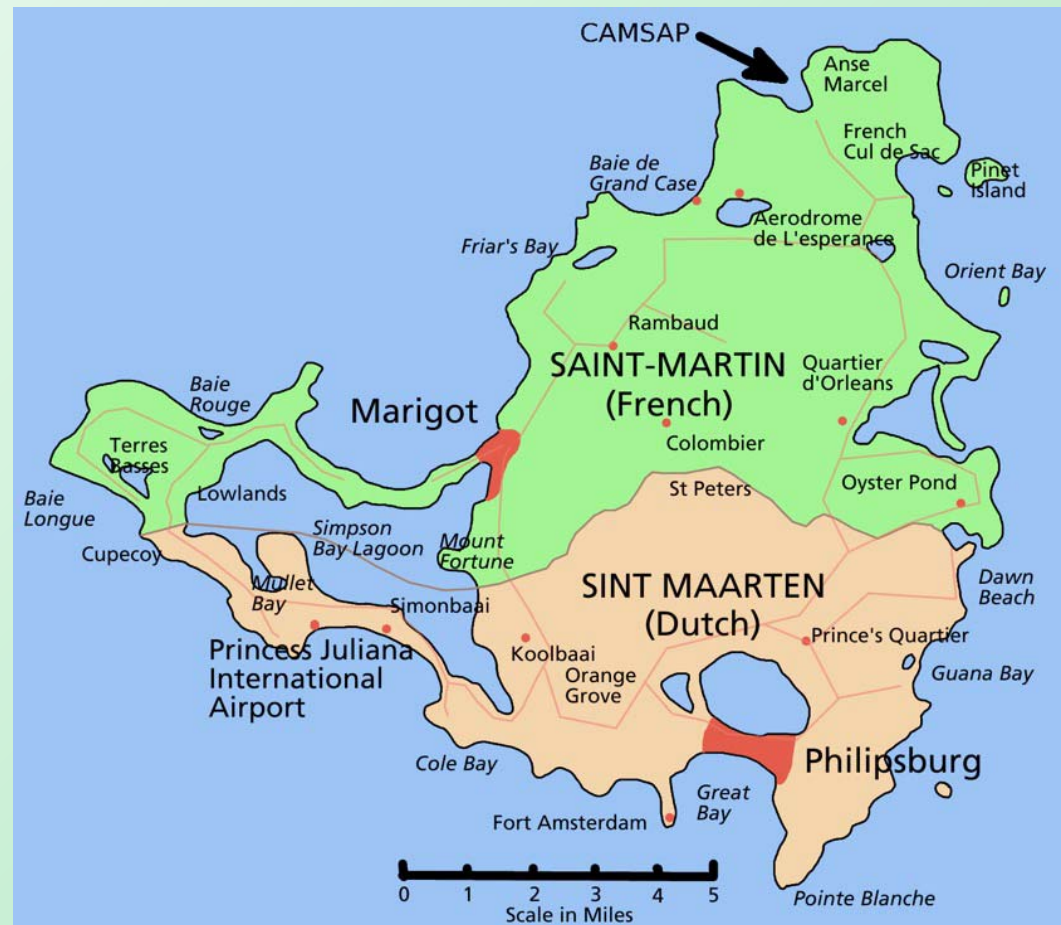 CAMSAP
Anse
Marcel
French
Cul de Sac
Baie de
Grand Case
Pinet
Island
Aerodrome
de L'esperance
Friar's Bay
Orient Bay
Rambaud
SAINT-MARTIN
(French)
Quartier
d'Orleans
Baie
Rouge
Marigot
Colombier
Terres
Basses
St Peters
Oyster Pond
Lowlands
Baie
Longue
Simpson
Bay Lagoon
Mount
Fortune
Cupecoy
SINT MAARTEN
(Dutch)
Dawn
Beach
Mullet
Bay
Simonbaai
Prince's Quartier
Princess Juliana
International
Airport
Koolbaai
Orange
Grove
Guana Bay
Cole Bay
Philipsburg
Great
Bay
Fort Amsterdam
0 1 2 3 4 5
Scale in Miles
Pointe Blanche